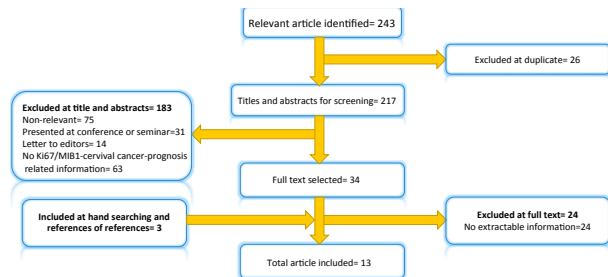 Relevant article identified= 243
Excluded at duplicate= 26
Titles and abstracts for screening= 217
Excluded at title and abstracts= 183
Non-relevant= 75
Presented at conference or seminar=31
Letter to editors= 14
No Ki67/MIB1-cervival cancer-prognosis
related information= 63
Full text selected= 34
Included at hand searching and
references of references= 3
Excluded at full text= 24
No extractable information=24
Total article included= 13